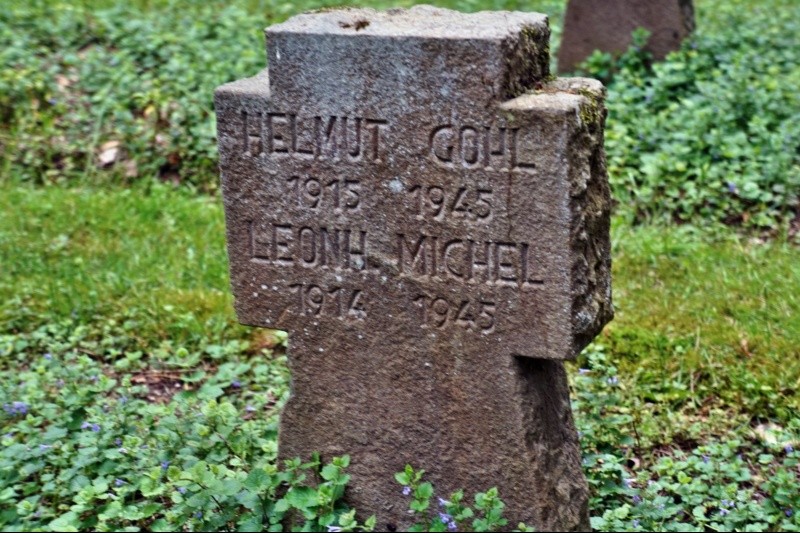 HELMUT GOHL
1915 1945
LEONH. MICHEL
1914 1945